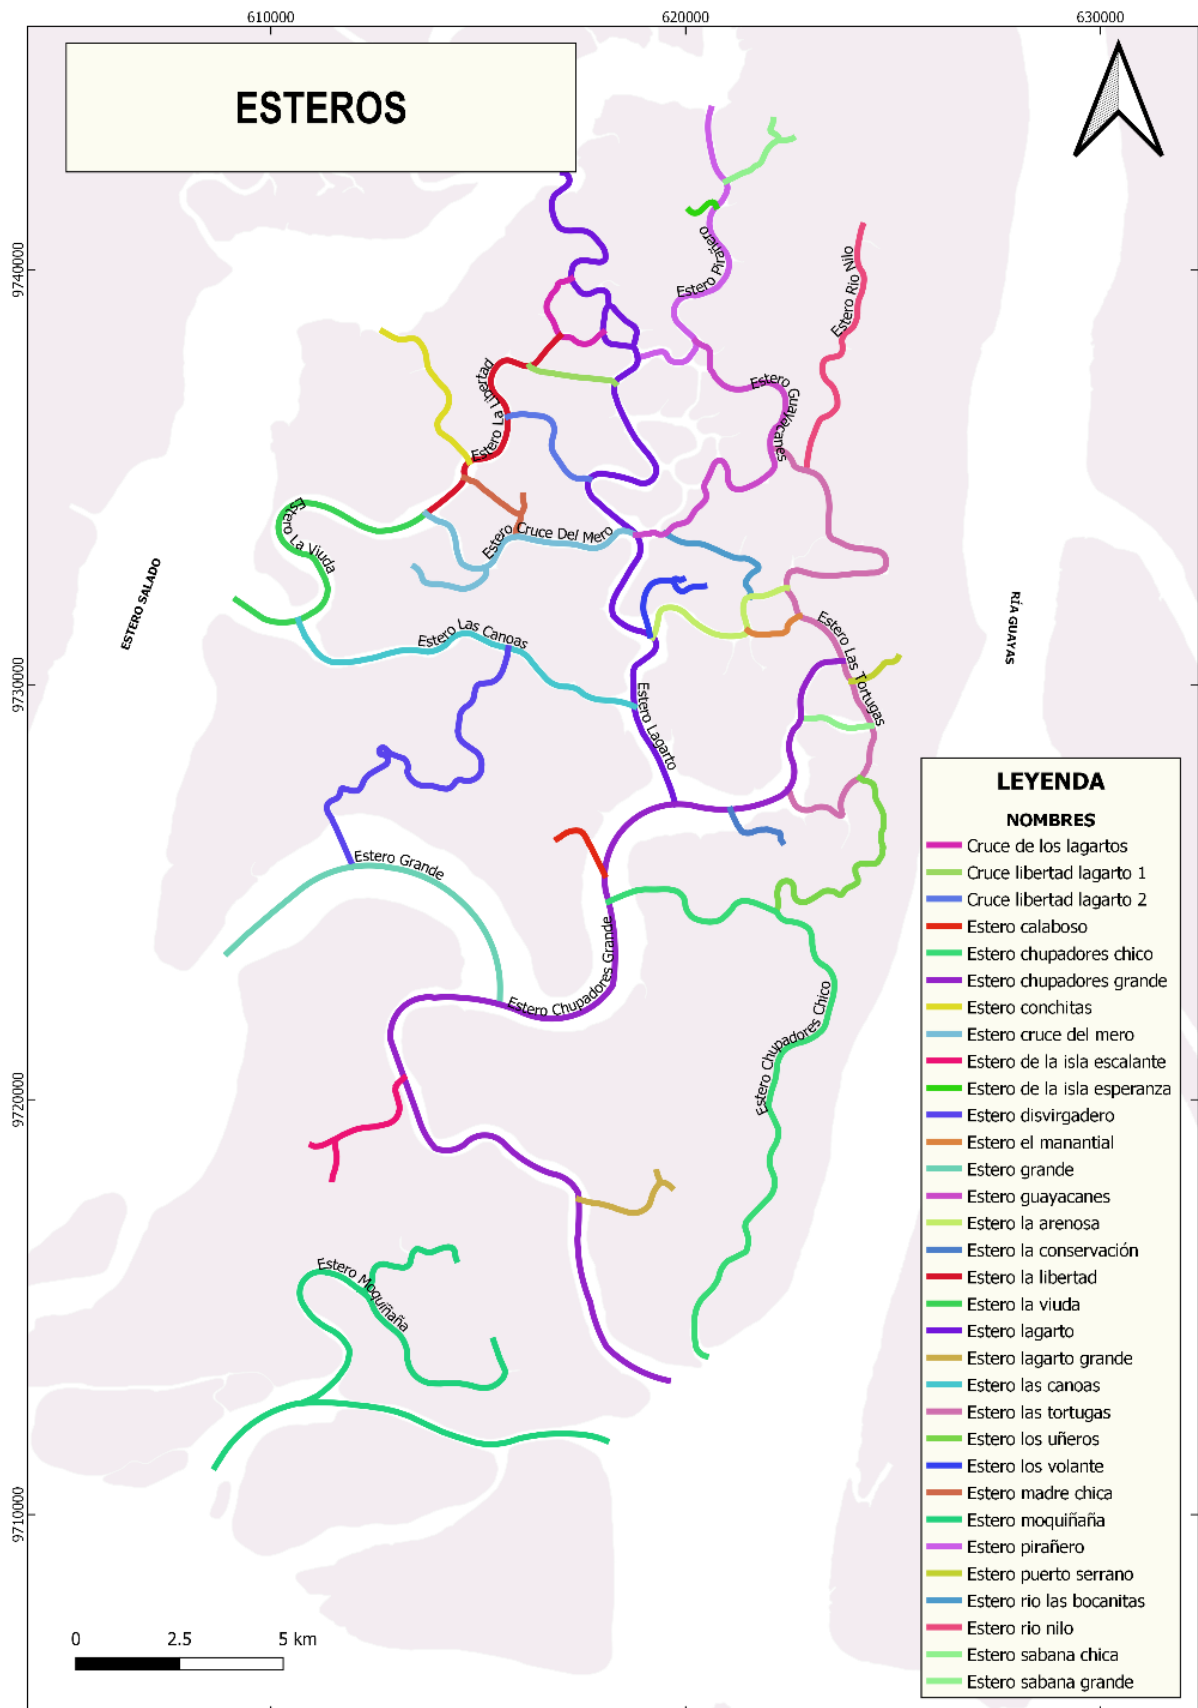 610000
620000
630000
ESTEROS
9740000
9730000
9720000
9710000
Estero Pirañero
Estero Rio Nilo
Estero La Libertad
Estero Guayacanes
Estero La Viuda
Estero Cruce Del Mero
ESTERO SALADO
RÍA GUAYAS
Estero Las Canoas
Estero Las Tortugas
Estero Lagarto
Estero Grande
Estero Chupadores Grande
Estero Chupadores Chico
Estero Moquiñaña
LEYENDA
NOMBRES
Cruce de los lagartos
Cruce libertad lagarto 1
Cruce libertad lagarto 2
Estero calaboso
Estero chupadores chico
Estero chupadores grande
Estero conchitas
Estero cruce del mero
Estero de la isla escalante
Estero de la isla esperanza
Estero disvirgadero
Estero el manantial
Estero grande
Estero guayacanes
Estero la arenosa
Estero la conservación
Estero la libertad
Estero la viuda
Estero lagarto
Estero lagarto grande
Estero las canoas
Estero las tortugas
Estero los uñeros
Estero los volante
Estero madre chica
Estero moquiñaña
Estero pirañero
Estero puerto serrano
Estero rio las bocanitas
Estero rio nilo
Estero sabana chica
Estero sabana grande
0 2.5 5 km